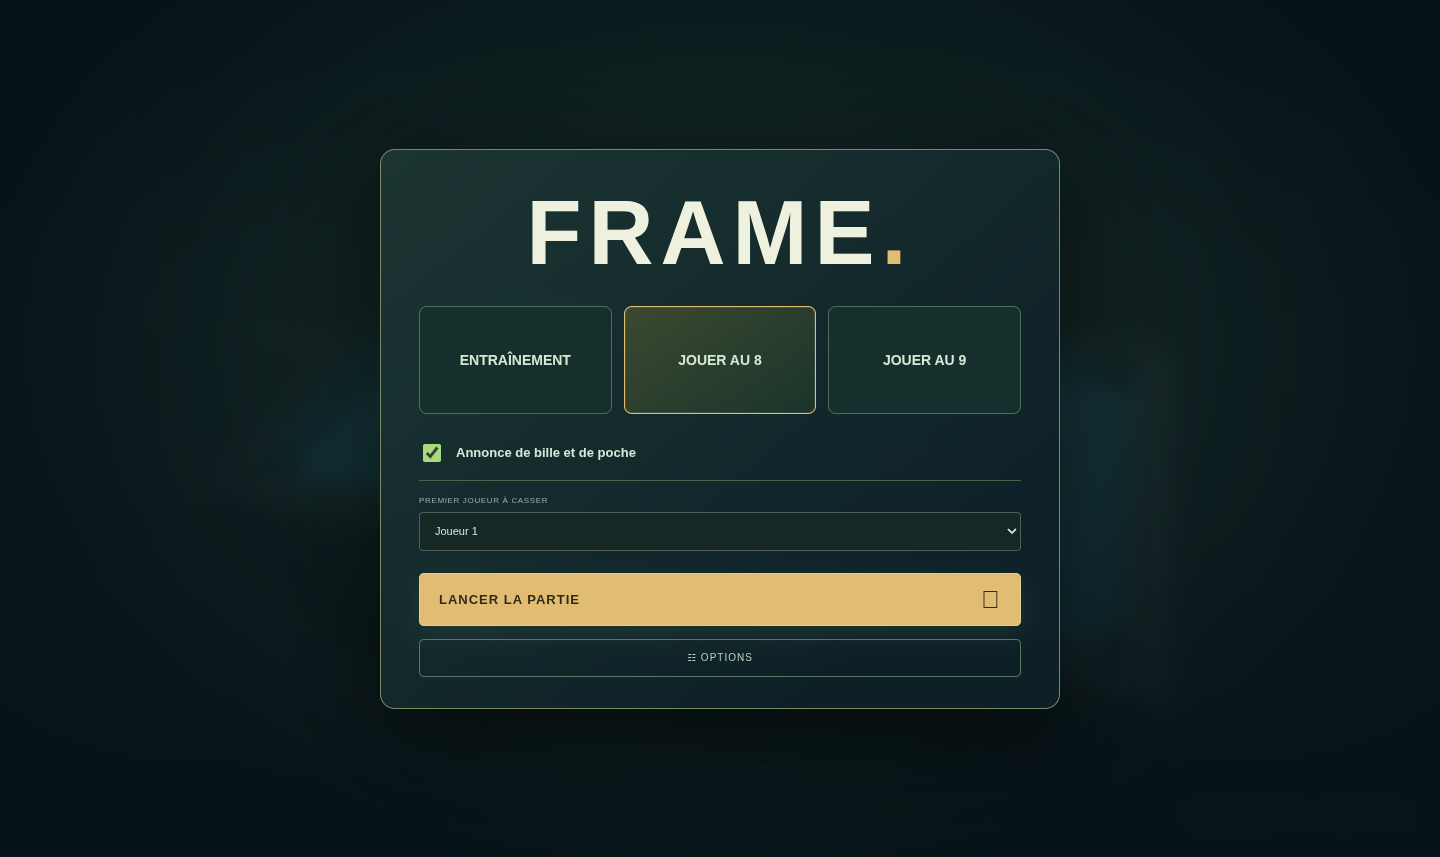 FRAME.
ENTRAÎNEMENT
JOUER AU 8
JOUER AU 9
Annonce de bille et de poche
PREMIER JOUEUR À CASSER
Joueur 1
LANCER LA PARTIE
☷ OPTIONS